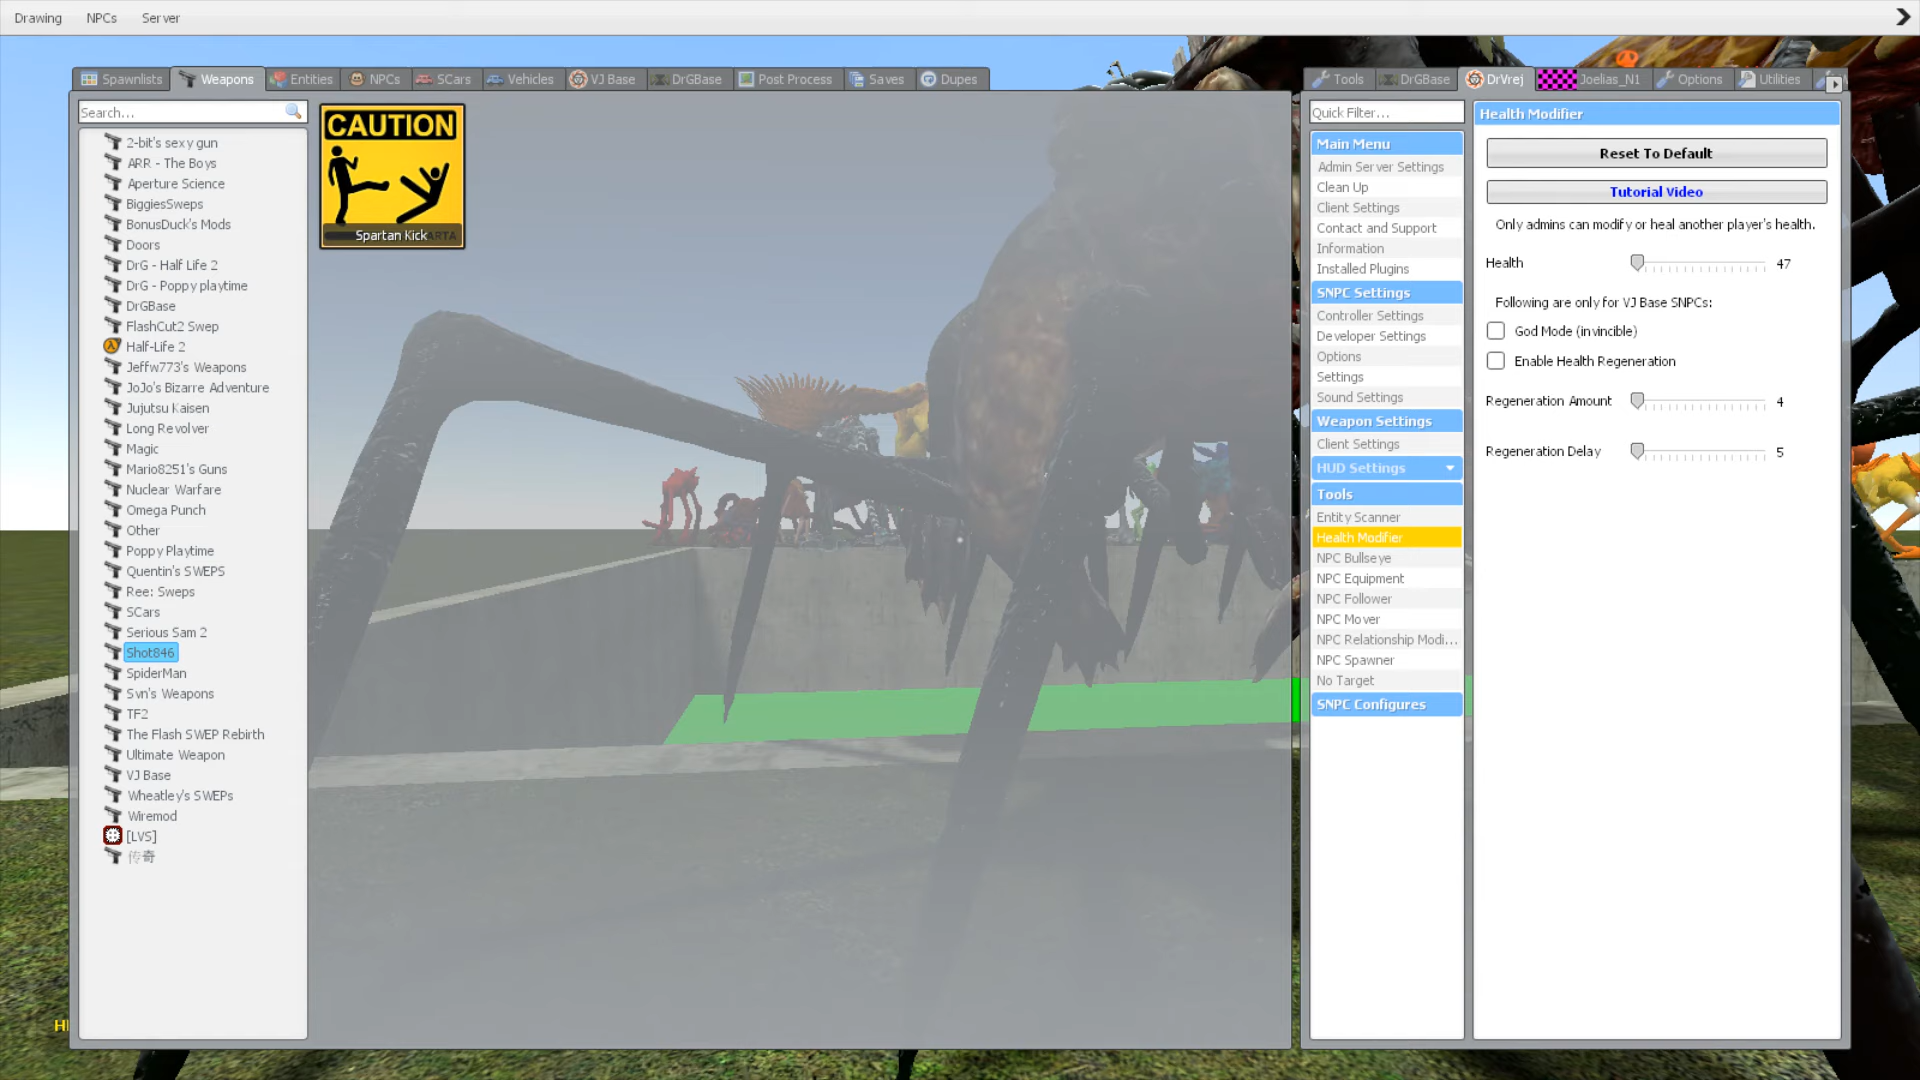 Drawing NPCs Server
Spawnlists Weapons Entities NPCs SCars Vehicles VJ Base DrGBase Post Process Saves Dupes
Search...
2-bit's sexy gun
ARR - The Boys
Aperture Science
BiggiesSweps
BonusDuck's Mods
Doors
DrG - Half Life 2
DrG - Poppy playtime
DrGBase
FlashCut2 Swep
Half-Life 2
Jeffw773's Weapons
JoJo's Bizarre Adventure
Jujutsu Kaisen
Long Revolver
Magic
Mario8251's Guns
Nuclear Warfare
Omega Punch
Other
Poppy Playtime
Quentin's SWEPS
Ree: Sweps
SCars
Serious Sam 2
Shot846
SpiderMan
Svn's Weapons
TF2
The Flash SWEP Rebirth
Ultimate Weapon
VJ Base
Wheatley's SWEPs
Wiremod
[LVS]
传奇
CAUTION
Spartan Kick
Tools DrGBase DrVrej Joelias_N1 Options Utilities
Quick Filter...
Main Menu
Admin Server Settings
Clean Up
Client Settings
Contact and Support
Information
Installed Plugins
SNPC Settings
Controller Settings
Developer Settings
Options
Settings
Sound Settings
Weapon Settings
Client Settings
HUD Settings
Tools
Entity Scanner
Health Modifier
NPC Bullseye
NPC Equipment
NPC Follower
NPC Mover
NPC Relationship Modi...
NPC Spawner
No Target
SNPC Configures
Health Modifier
Reset To Default
Tutorial Video
Only admins can modify or heal another player's health.
Health 47
Following are only for VJ Base SNPCs:
God Mode (invincible)
Enable Health Regeneration
Regeneration Amount 4
Regeneration Delay 5